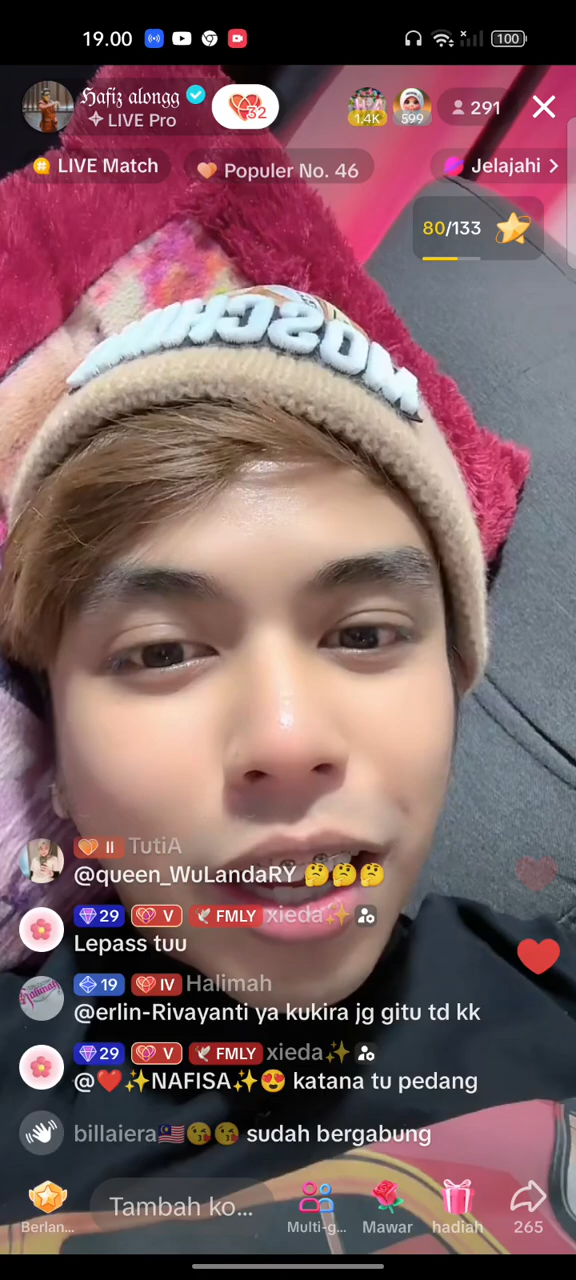 19.00
100
Hafiz alongg
LIVE Pro
32
1.4K
599
291
LIVE Match
Populer No. 46
Jelajahi >
80/133
MOSCHIN
II TutiA
@queen_WuLandaRY 🤔🤔🤔
29 V FMLY xieda✨
Lepass tuu
19 IV Halimah
@erlin-Rivayanti ya kukira jg gitu td kk
29 V FMLY xieda✨
@❤️✨NAFISA✨😍 katana tu pedang
billaiera🇲🇾😘😘 sudah bergabung
Tambah ko...
Berlan...
Multi-g...
Mawar
hadiah
265